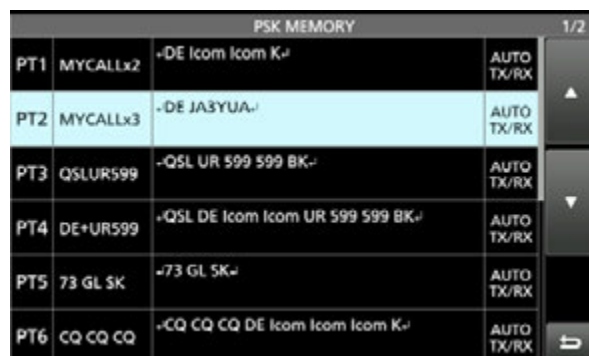 PSK MEMORY 1/2
PT1 MYCALLx2 ↵DE Icom Icom K↵ AUTO TX/RX
PT2 MYCALLx3 ↵DE JA3YUA↵ AUTO TX/RX
PT3 QSLUR599 ↵QSL UR 599 599 BK↵ AUTO TX/RX
PT4 DE+UR599 ↵QSL DE Icom Icom UR 599 599 BK↵ AUTO TX/RX
PT5 73 GL SK ↵73 GL SK↵ AUTO TX/RX
PT6 CQ CQ CQ ↵CQ CQ CQ DE Icom Icom Icom K↵ AUTO TX/RX